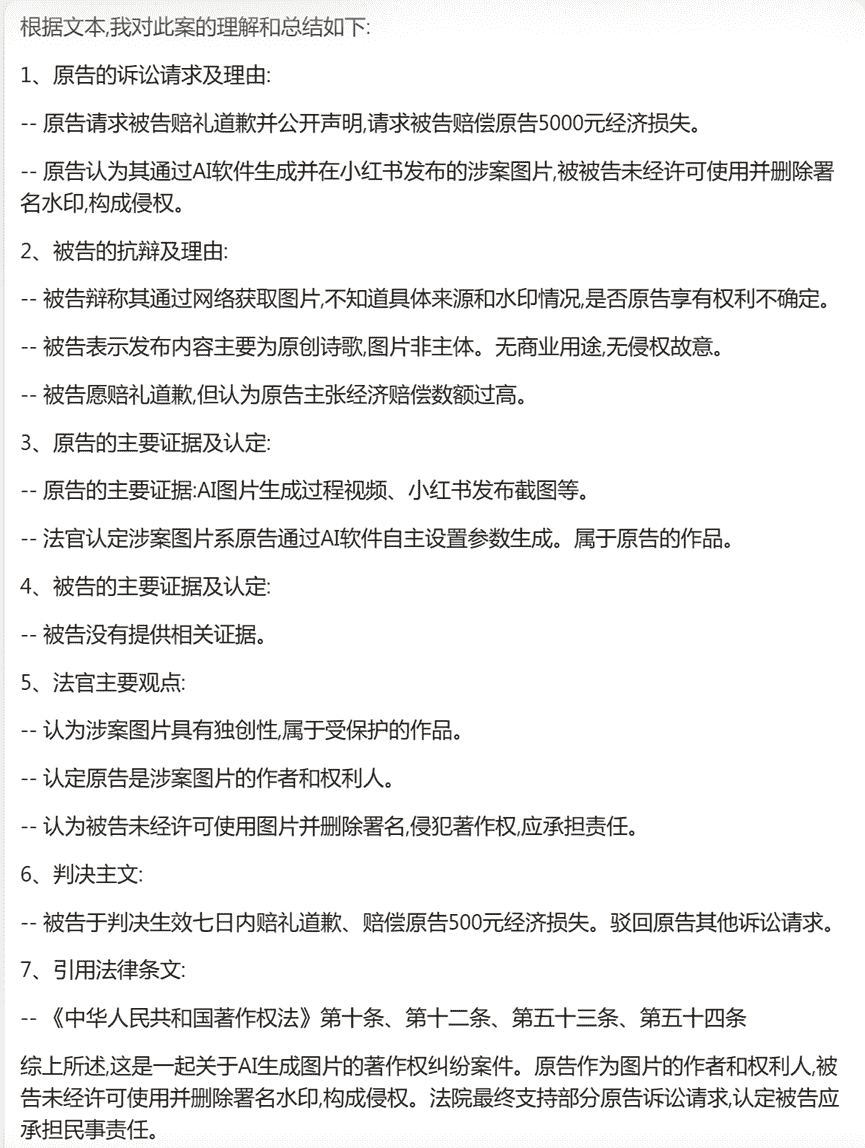 根据文本,我对此案的理解和总结如下:
1、原告的诉讼请求及理由:
-- 原告请求被告赔礼道歉并公开声明,请求被告赔偿原告5000元经济损失。
-- 原告认为其通过AI软件生成并在小红书发布的涉案图片,被被告未经许可使用并删除署
名水印,构成侵权。
2、被告的抗辩及理由:
-- 被告辩称其通过网络获取图片,不知道具体来源和水印情况,是否原告享有权利不确定。
-- 被告表示发布内容主要为原创诗歌,图片非主体。无商业用途,无侵权故意。
-- 被告愿赔礼道歉,但认为原告主张经济赔偿数额过高。
3、原告的主要证据及认定:
-- 原告的主要证据:AI图片生成过程视频、小红书发布截图等。
-- 法官认定涉案图片系原告通过AI软件自主设置参数生成。属于原告的作品。
4、被告的主要证据及认定:
-- 被告没有提供相关证据。
5、法官主要观点:
-- 认为涉案图片具有独创性,属于受保护的作品。
-- 认定原告是涉案图片的作者和权利人。
-- 认为被告未经许可使用图片并删除署名,侵犯著作权,应承担责任。
6、判决主文:
-- 被告于判决生效七日内赔礼道歉、赔偿原告500元经济损失。驳回原告其他诉讼请求。
7、引用法律条文:
-- 《中华人民共和国著作权法》第十条、第十二条、第五十三条、第五十四条
综上所述,这是一起关于AI生成图片的著作权纠纷案件。原告作为图片的作者和权利人,被
告未经许可使用并删除署名水印,构成侵权。法院最终支持部分原告诉讼请求,认定被告应
承担民事责任。